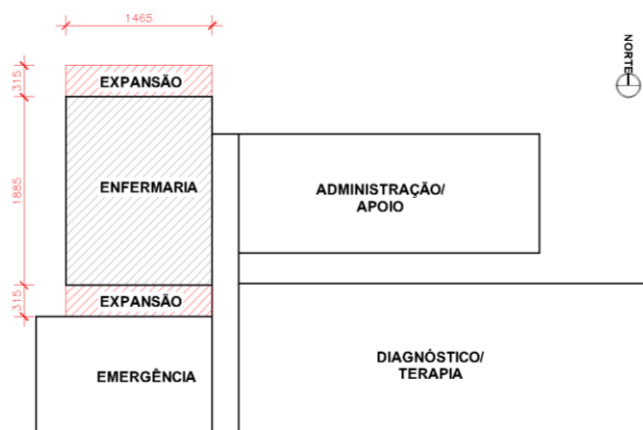 1465
NORTE
315
EXPANSÃO
1885
ENFERMARIA
ADMINISTRAÇÃO/
APOIO
315
EXPANSÃO
EMERGÊNCIA
DIAGNÓSTICO/
TERAPIA